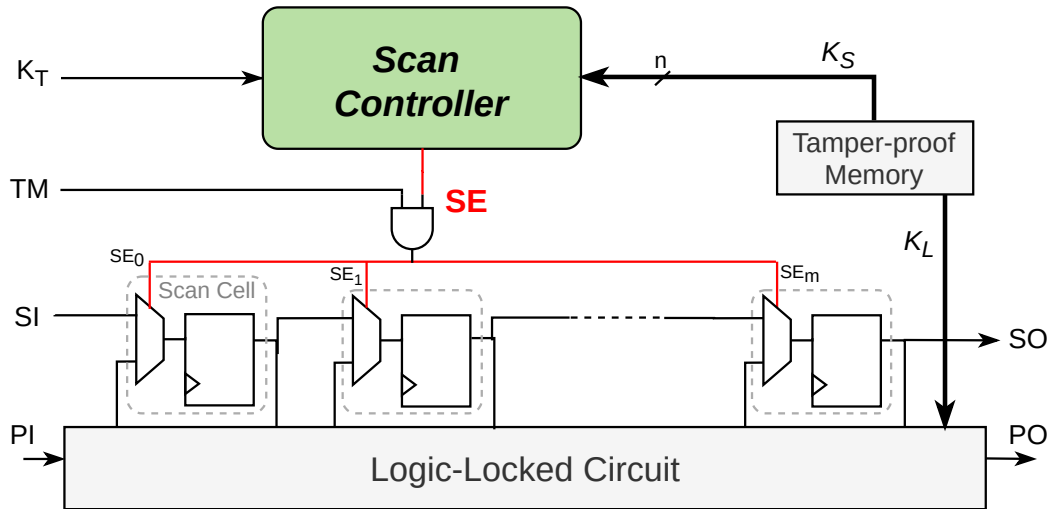 Scan
Controller
K_T
n
K_S
Tamper-proof
Memory
TM
SE
K_L
SE_0
SE_1
SE_m
Scan Cell
SI
SO
PI
PO
Logic-Locked Circuit